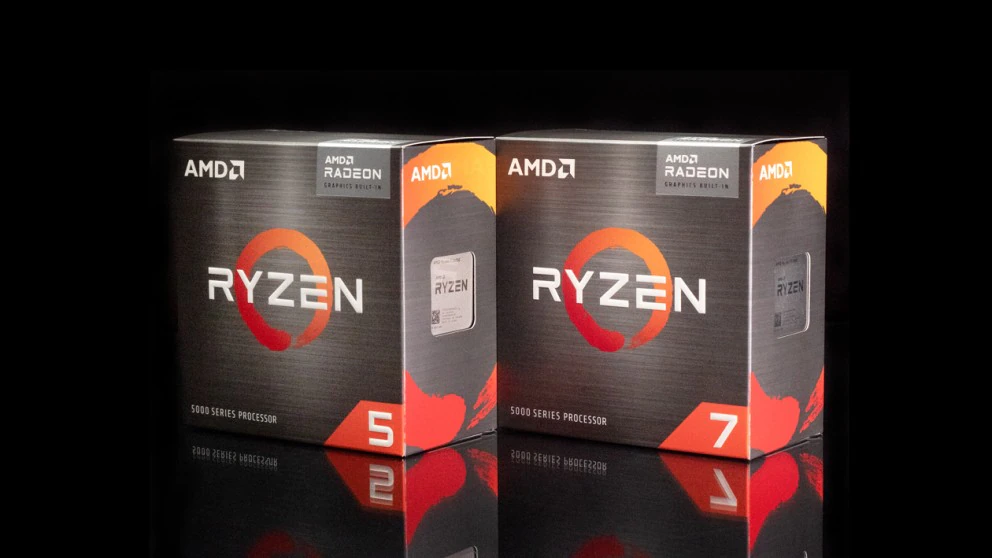 AMD
AMD
RADEON
GRAPHICS BUILT-IN
AMD
RYZEN
AMD
RYZEN
5000 SERIES PROCESSOR
5
AMD
AMD
RADEON
GRAPHICS BUILT-IN
AMD
RYZEN
RYZEN
5000 SERIES PROCESSOR
7